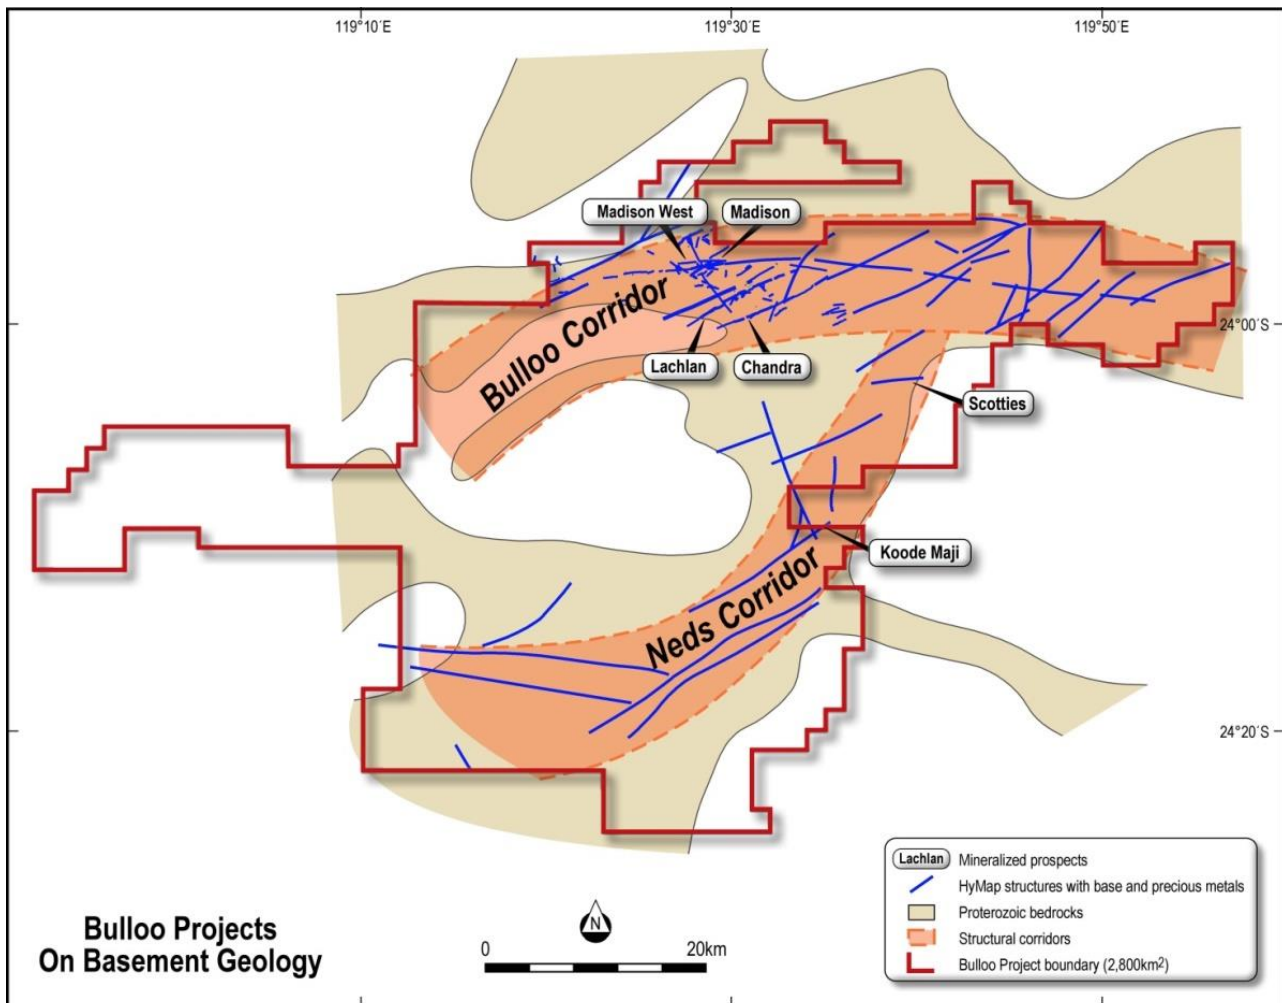 119°10´E
119°30´E
119°50´E
Madison West
Madison
Bulloo Corridor
24°00´S
Lachlan
Chandra
Scotties
Koode Maji
Neds Corridor
24°20´S
Bulloo Projects
On Basement Geology
N
0
20km
Lachlan Mineralized prospects
HyMap structures with base and precious metals
Proterozoic bedrocks
Structural corridors
Bulloo Project boundary (2,800km²)